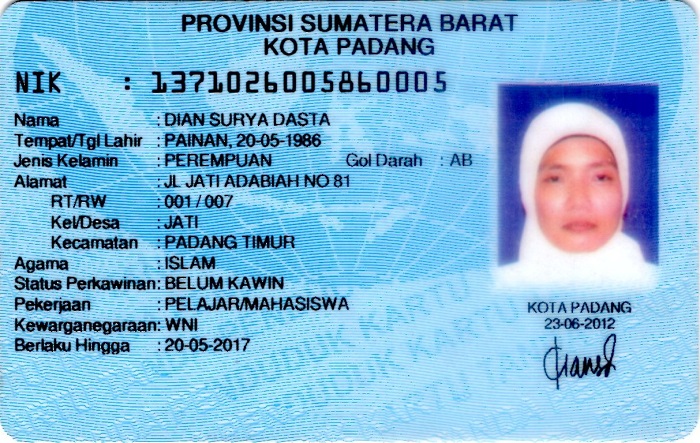 PROVINSI SUMATERA BARAT
KOTA PADANG
NIK : 1371026005860005
Nama : DIAN SURYA DASTA
Tempat/Tgl Lahir : PAINAN, 20-05-1986
Jenis Kelamin : PEREMPUAN Gol Darah : AB
Alamat : JL JATI ADABIAH NO 81
RT/RW : 001 / 007
Kel/Desa : JATI
Kecamatan : PADANG TIMUR
Agama : ISLAM
Status Perkawinan: BELUM KAWIN
Pekerjaan : PELAJAR/MAHASISWA
Kewarganegaraan: WNI
Berlaku Hingga : 20-05-2017
KOTA PADANG
23-06-2012